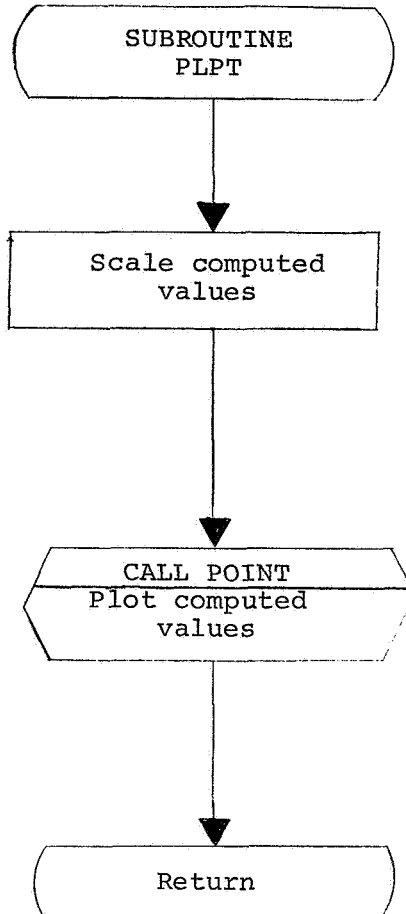 SUBROUTINE
PLPT
Scale computed
values
CALL POINT
Plot computed
values
Return